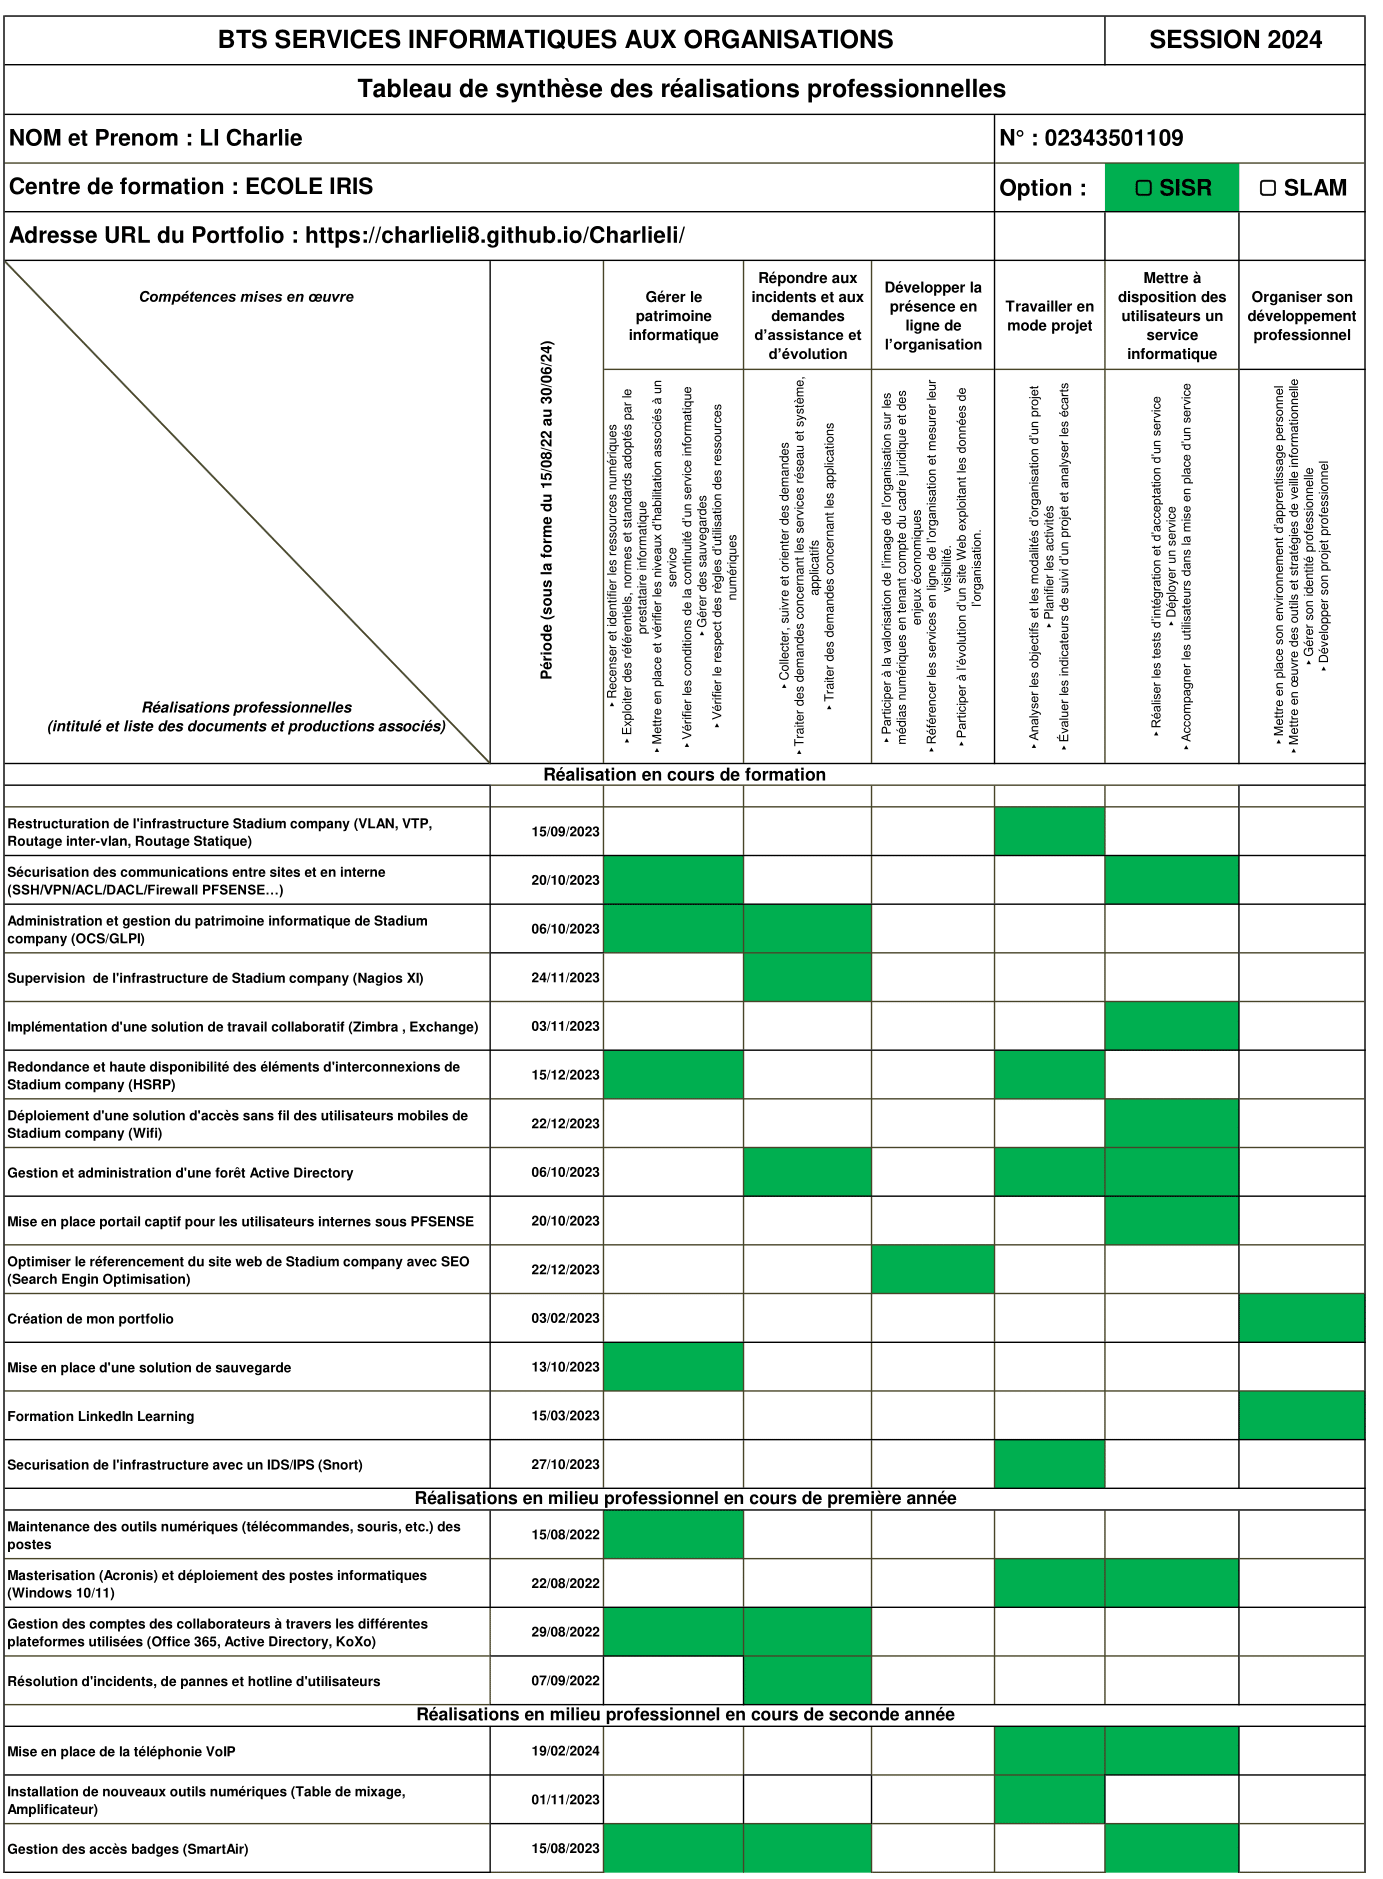 BTS SERVICES INFORMATIQUES AUX ORGANISATIONS
SESSION 2024
Tableau de synthèse des réalisations professionnelles
NOM et Prenom : LI Charlie
N° : 02343501109
Centre de formation : ECOLE IRIS
Option :
▢ SISR
▢ SLAM
Adresse URL du Portfolio : https://charlieli8.github.io/Charlieli/
Compétences mises en œuvre
Réalisations professionnelles
(intitulé et liste des documents et productions associés)
Période (sous la forme du 15/08/22 au 30/06/24)
Gérer le
patrimoine
informatique
Répondre aux
incidents et aux
demandes
d’assistance et
d’évolution
Développer la
présence en
ligne de
l’organisation
Travailler en
mode projet
Mettre à
disposition des
utilisateurs un
service
informatique
Organiser son
développement
professionnel
‣ Recenser et identifier les ressources numériques
‣ Exploiter des référentiels, normes et standards adoptés par le
prestataire informatique
‣ Mettre en place et vérifier les niveaux d’habilitation associés à un
service
‣ Vérifier les conditions de la continuité d’un service informatique
‣ Gérer des sauvegardes
‣ Vérifier le respect des règles d’utilisation des ressources
numériques
‣ Collecter, suivre et orienter des demandes
‣ Traiter des demandes concernant les services réseau et système,
applicatifs
‣ Traiter des demandes concernant les applications
‣ Participer à la valorisation de l’image de l’organisation sur les
médias numériques en tenant compte du cadre juridique et des
enjeux économiques
‣ Référencer les services en ligne de l’organisation et mesurer leur
visibilité.
‣ Participer à l’évolution d’un site Web exploitant les données de
l’organisation.
‣ Analyser les objectifs et les modalités d’organisation d’un projet
‣ Planifier les activités
‣ Évaluer les indicateurs de suivi d’un projet et analyser les écarts
‣ Réaliser les tests d’intégration et d’acceptation d’un service
‣ Déployer un service
‣ Accompagner les utilisateurs dans la mise en place d’un service
‣ Mettre en place son environnement d’apprentissage personnel
‣ Mettre en œuvre des outils et stratégies de veille informationnelle
‣ Gérer son identité professionnelle
‣ Développer son projet professionnel
Réalisation en cours de formation
Restructuration de l'infrastructure Stadium company (VLAN, VTP,
Routage inter-vlan, Routage Statique)
15/09/2023
Sécurisation des communications entre sites et en interne
(SSH/VPN/ACL/DACL/Firewall PFSENSE…)
20/10/2023
Administration et gestion du patrimoine informatique de Stadium
company (OCS/GLPI)
06/10/2023
Supervision  de l'infrastructure de Stadium company (Nagios XI)
24/11/2023
Implémentation d'une solution de travail collaboratif (Zimbra , Exchange)
03/11/2023
Redondance et haute disponibilité des éléments d'interconnexions de
Stadium company (HSRP)
15/12/2023
Déploiement d'une solution d'accès sans fil des utilisateurs mobiles de
Stadium company (Wifi)
22/12/2023
Gestion et administration d'une forêt Active Directory
06/10/2023
Mise en place portail captif pour les utilisateurs internes sous PFSENSE
20/10/2023
Optimiser le réferencement du site web de Stadium company avec SEO
(Search Engin Optimisation)
22/12/2023
Création de mon portfolio
03/02/2023
Mise en place d'une solution de sauvegarde
13/10/2023
Formation LinkedIn Learning
15/03/2023
Securisation de l'infrastructure avec un IDS/IPS (Snort)
27/10/2023
Réalisations en milieu professionnel en cours de première année
Maintenance des outils numériques (télécommandes, souris, etc.) des
postes
15/08/2022
Masterisation (Acronis) et déploiement des postes informatiques
(Windows 10/11)
22/08/2022
Gestion des comptes des collaborateurs à travers les différentes
plateformes utilisées (Office 365, Active Directory, KoXo)
29/08/2022
Résolution d'incidents, de pannes et hotline d'utilisateurs
07/09/2022
Réalisations en milieu professionnel en cours de seconde année
Mise en place de la téléphonie VoIP
19/02/2024
Installation de nouveaux outils numériques (Table de mixage,
Amplificateur)
01/11/2023
Gestion des accès badges (SmartAir)
15/08/2023